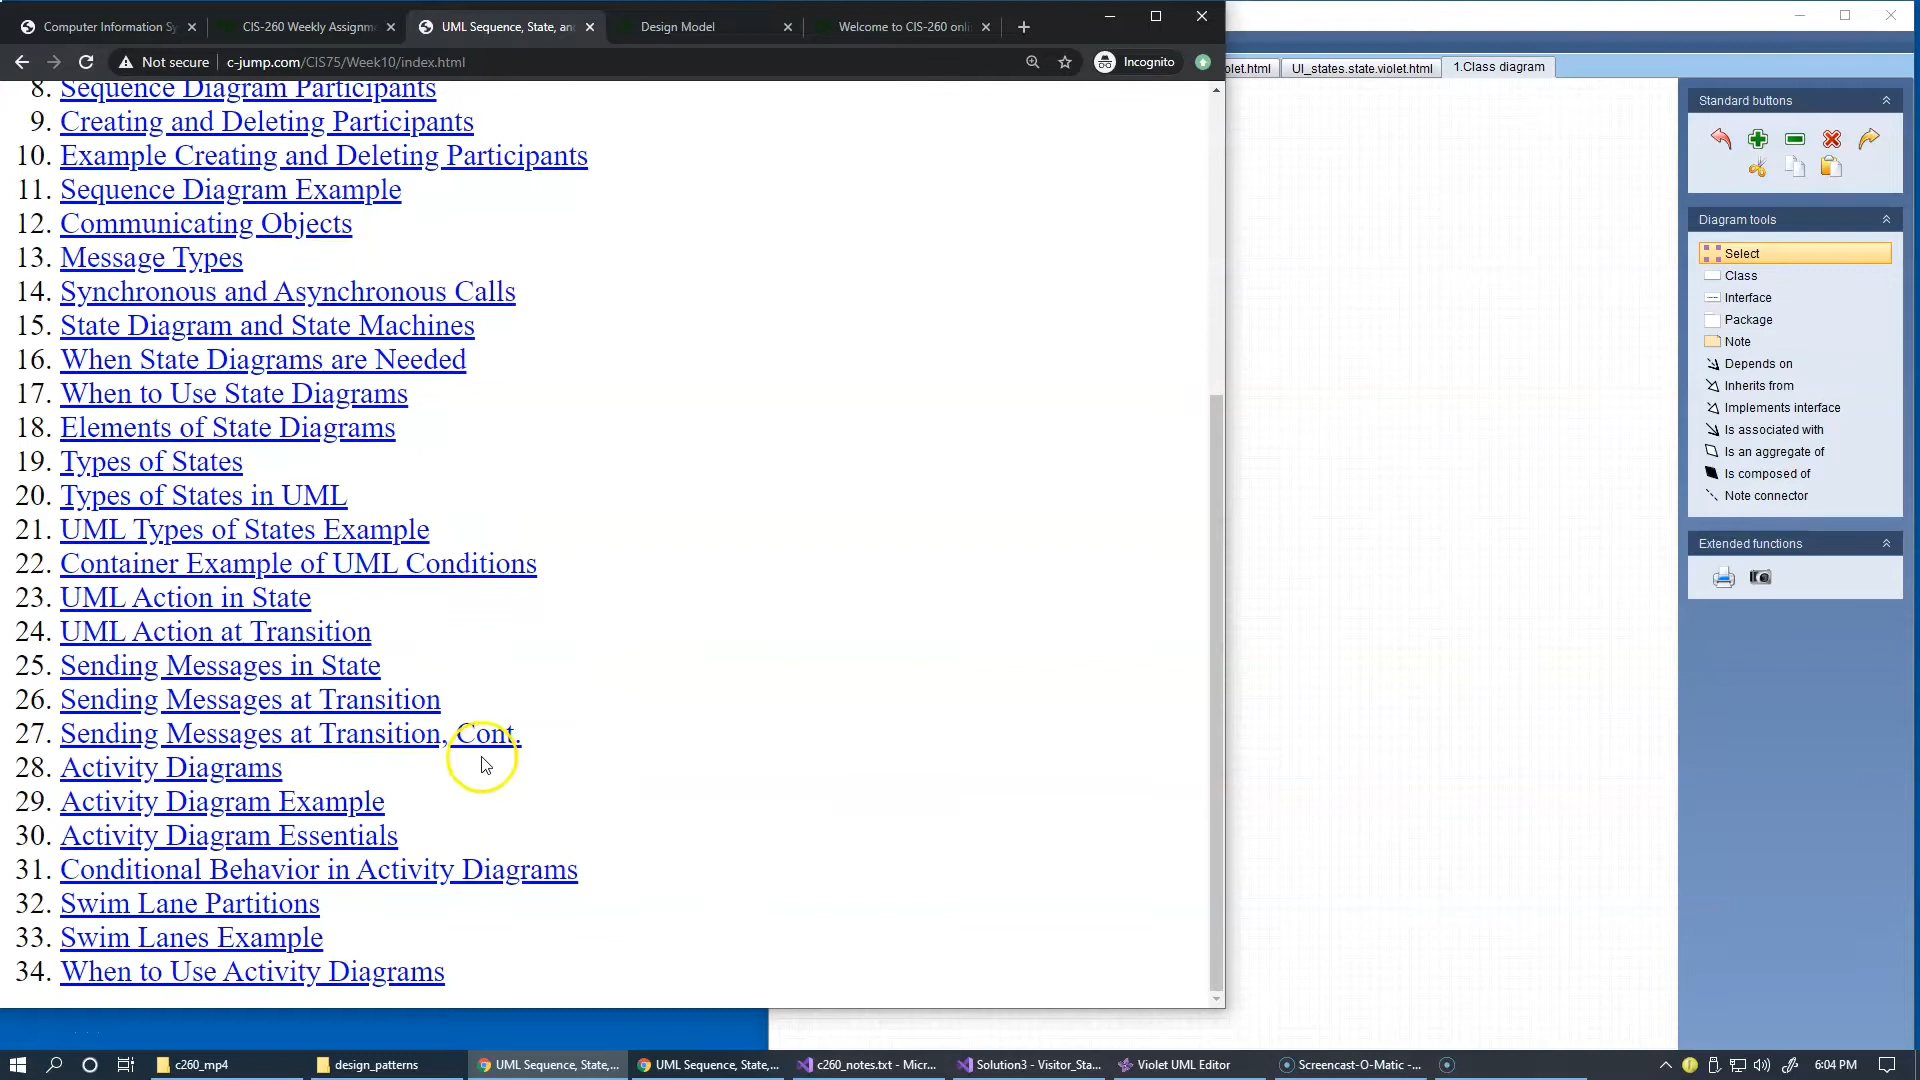 Computer Information Sy
CIS-260 Weekly Assignm
UML Sequence, State, an
Design Model
Welcome to CIS-260 onli
Not secure
c-jump.com/CIS75/Week10/index.html
Incognito
8. Sequence Diagram Participants
9. Creating and Deleting Participants
10. Example Creating and Deleting Participants
11. Sequence Diagram Example
12. Communicating Objects
13. Message Types
14. Synchronous and Asynchronous Calls
15. State Diagram and State Machines
16. When State Diagrams are Needed
17. When to Use State Diagrams
18. Elements of State Diagrams
19. Types of States
20. Types of States in UML
21. UML Types of States Example
22. Container Example of UML Conditions
23. UML Action in State
24. UML Action at Transition
25. Sending Messages in State
26. Sending Messages at Transition
27. Sending Messages at Transition, Cont.
28. Activity Diagrams
29. Activity Diagram Example
30. Activity Diagram Essentials
31. Conditional Behavior in Activity Diagrams
32. Swim Lane Partitions
33. Swim Lanes Example
34. When to Use Activity Diagrams
olet.html
UI_states.state.violet.html
1.Class diagram
Standard buttons
Diagram tools
Select
Class
Interface
Package
Note
Depends on
Inherits from
Implements interface
Is associated with
Is an aggregate of
Is composed of
Note connector
Extended functions
c260_mp4
design_patterns
UML Sequence, State,...
UML Sequence, State,...
c260_notes.txt - Micr...
Solution3 - Visitor_Sta...
Violet UML Editor
Screencast-O-Matic -...
6:04 PM